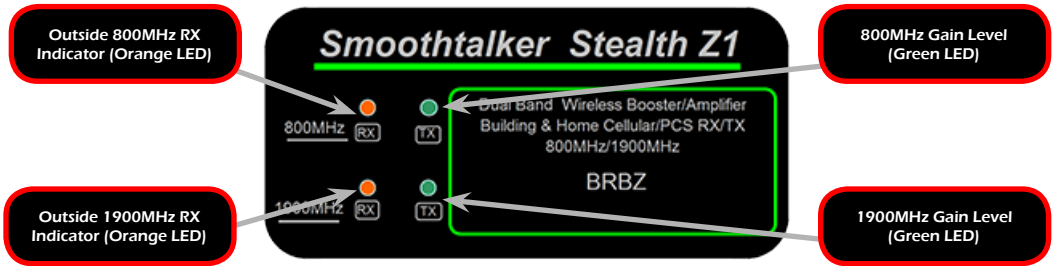 Outside 800MHz RX
Indicator (Orange LED)
Smoothtalker Stealth Z1
800MHz Gain Level
(Green LED)
800MHz RX TX
Dual Band Wireless Booster/Amplifier
Building & Home Cellular/PCS RX/TX
800MHz/1900MHz
BRBZ
1900MHz RX TX
Outside 1900MHz RX
Indicator (Orange LED)
1900MHz Gain Level
(Green LED)